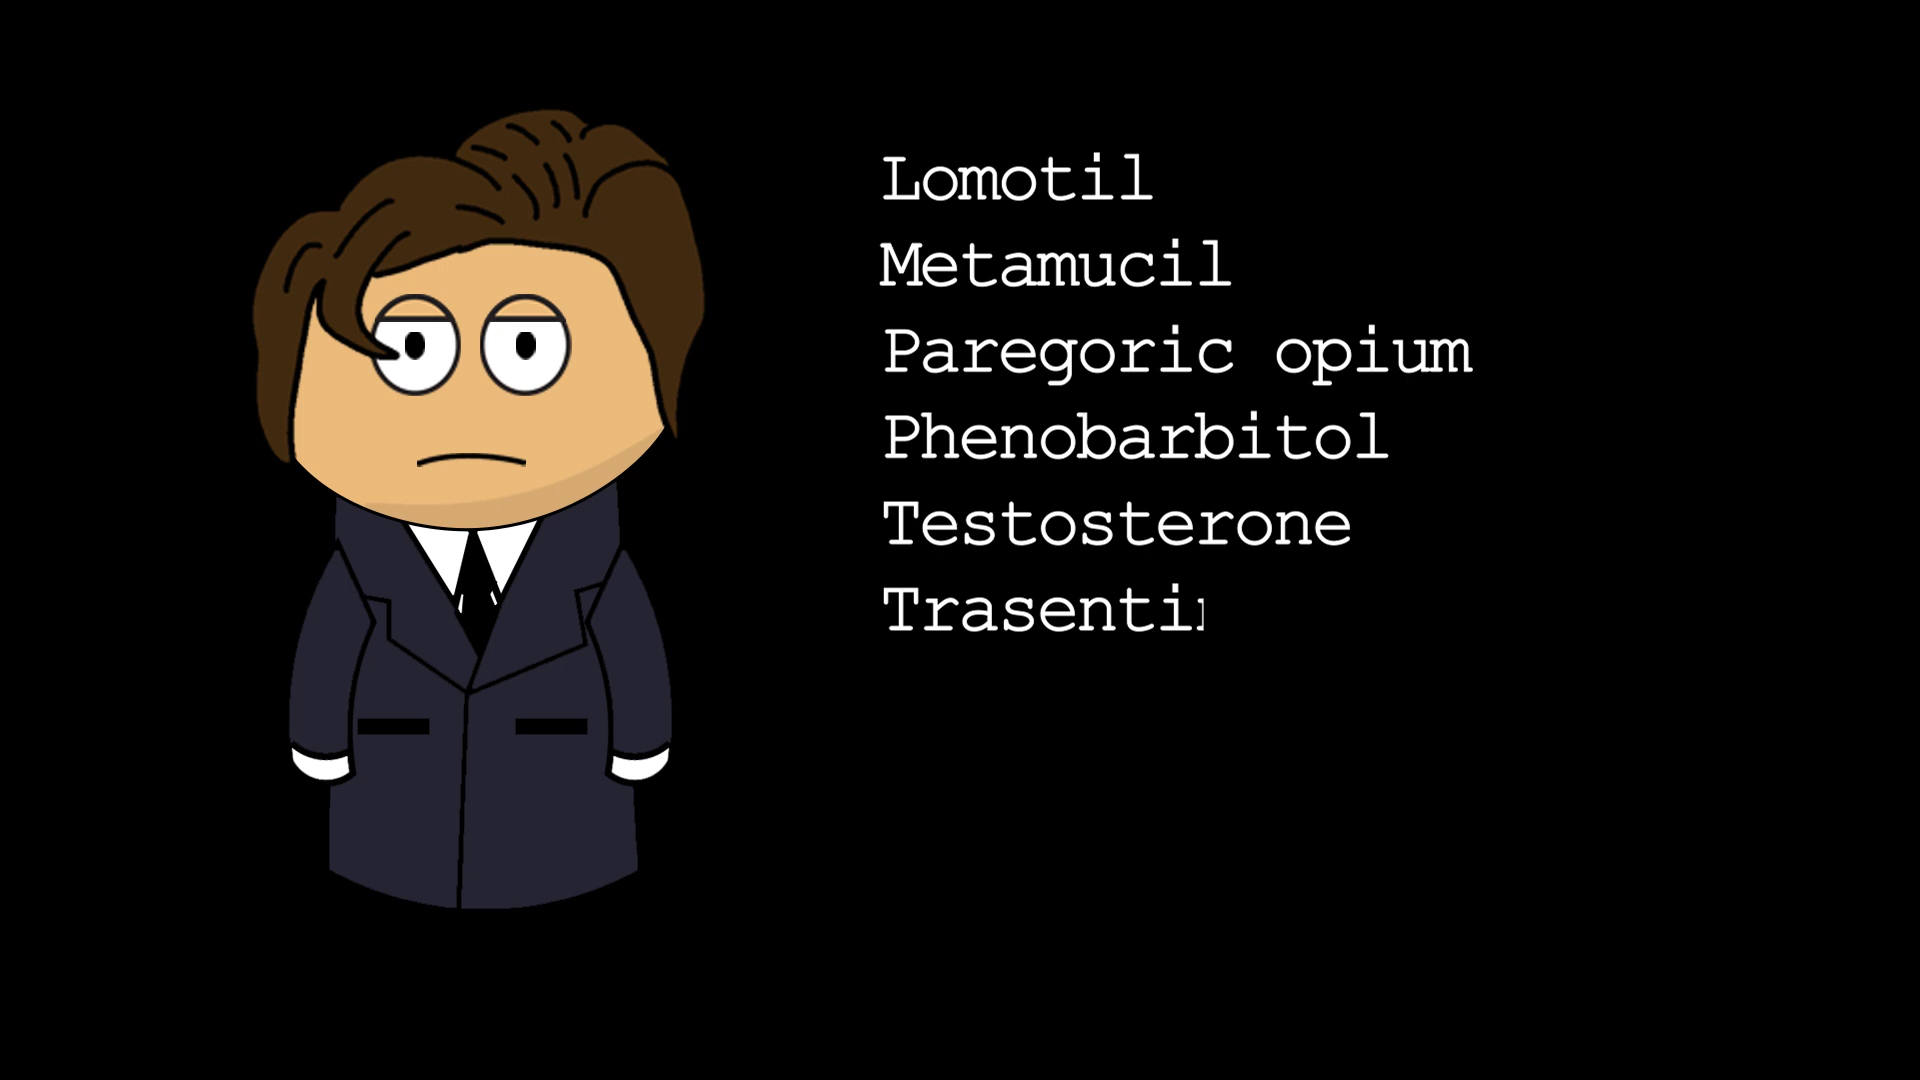 Lomotil
Metamucil
Paregoric opium
Phenobarbitol
Testosterone